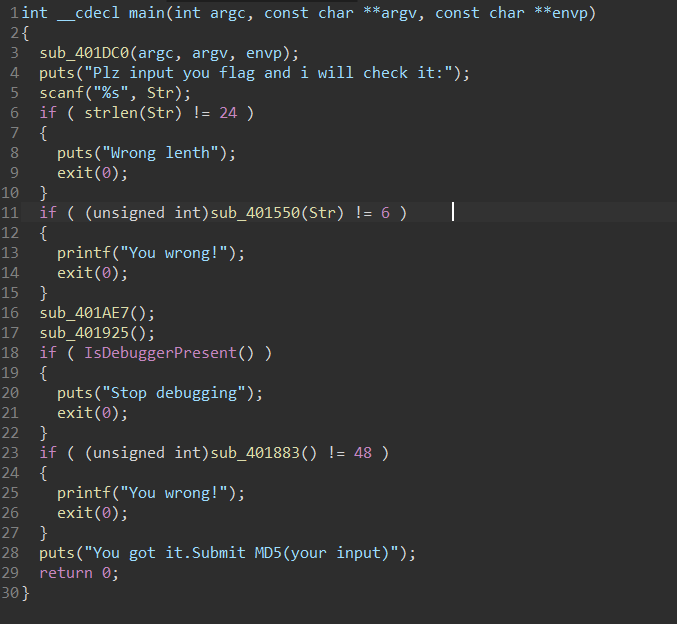 1 int __cdecl main(int argc, const char **argv, const char **envp)
2 {
3   sub_401DC0(argc, argv, envp);
4   puts("Plz input you flag and i will check it:");
5   scanf("%s", Str);
6   if ( strlen(Str) != 24 )
7   {
8     puts("Wrong lenth");
9     exit(0);
10   }
11   if ( (unsigned int)sub_401550(Str) != 6 )
12   {
13     printf("You wrong!");
14     exit(0);
15   }
16   sub_401AE7();
17   sub_401925();
18   if ( IsDebuggerPresent() )
19   {
20     puts("Stop debugging");
21     exit(0);
22   }
23   if ( (unsigned int)sub_401883() != 48 )
24   {
25     printf("You wrong!");
26     exit(0);
27   }
28   puts("You got it.Submit MD5(your input)");
29   return 0;
30 }